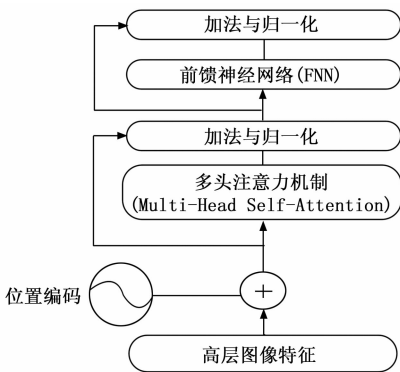 加法与归一化
前馈神经网络(FNN)
加法与归一化
多头注意力机制
(Multi-Head Self-Attention)
位置编码
+
高层图像特征